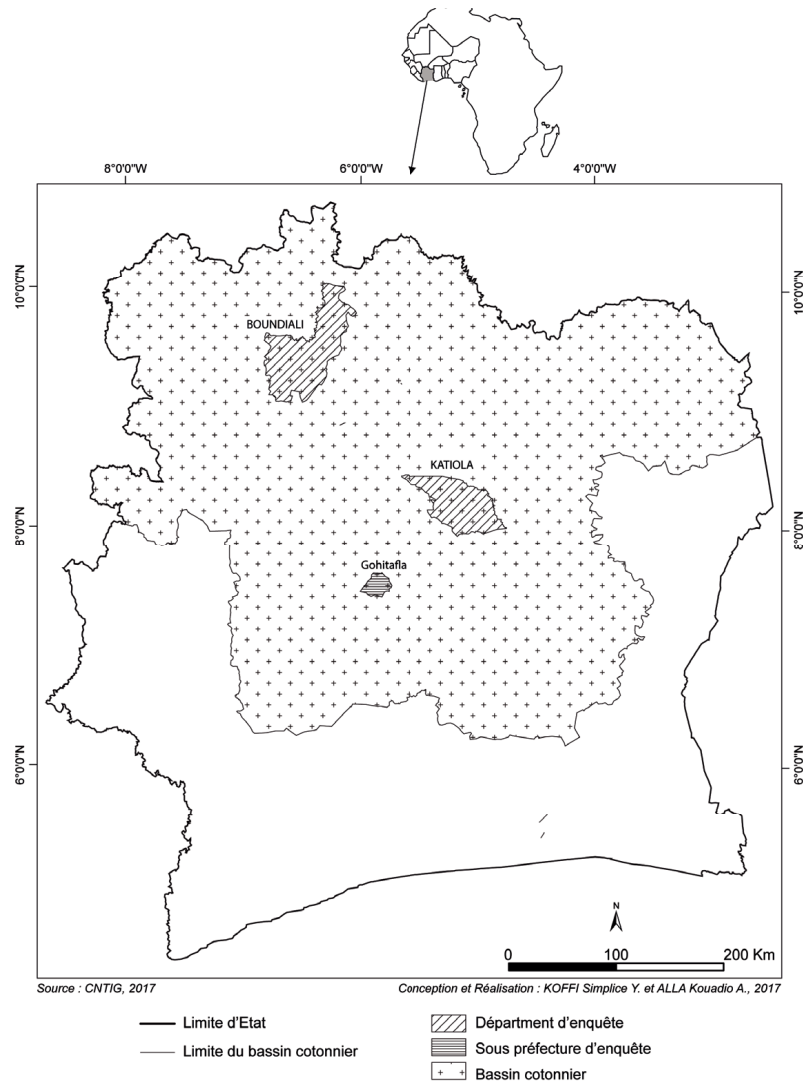 8°0'0"W 6°0'0"W 4°0'0"W
10°0'0"N 10°0'0"N
BOUNDIALI
KATIOLA
8°0'0"N 8°0'0"N
Gohitafla
6°0'0"N 6°0'0"N
N
0 100 200 Km
Source : CNTIG, 2017 Conception et Réalisation : KOFFI Simplice Y. et ALLA Kouadio A., 2017
Limite d'Etat Départment d'enquête
Limite du bassin cotonnier Sous préfecture d'enquête
Bassin cotonnier